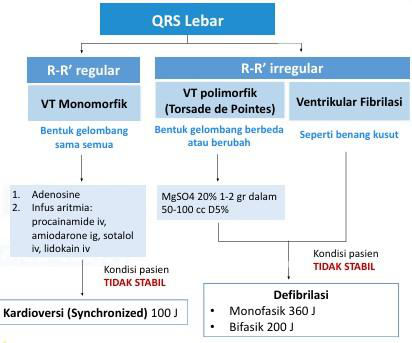 QRS Lebar
R-R' regular
R-R' irregular
VT Monomorfik
VT polimorfik
(Torsade de Pointes)
Ventrikular Fibrilasi
Bentuk gelombang
sama semua
Bentuk gelombang berbeda
atau berubah
Seperti benang kusut
1. Adenosine
2. Infus aritmia:
procainamide iv,
amiodarone ig, sotalol
iv, lidokain iv
MgSO4 20% 1-2 gr dalam
50-100 cc D5%
Kondisi pasien
TIDAK STABIL
Kondisi pasien
TIDAK STABIL
Kardioversi (Synchronized) 100 J
Defibrilasi
• Monofasik 360 J
• Bifasik 200 J